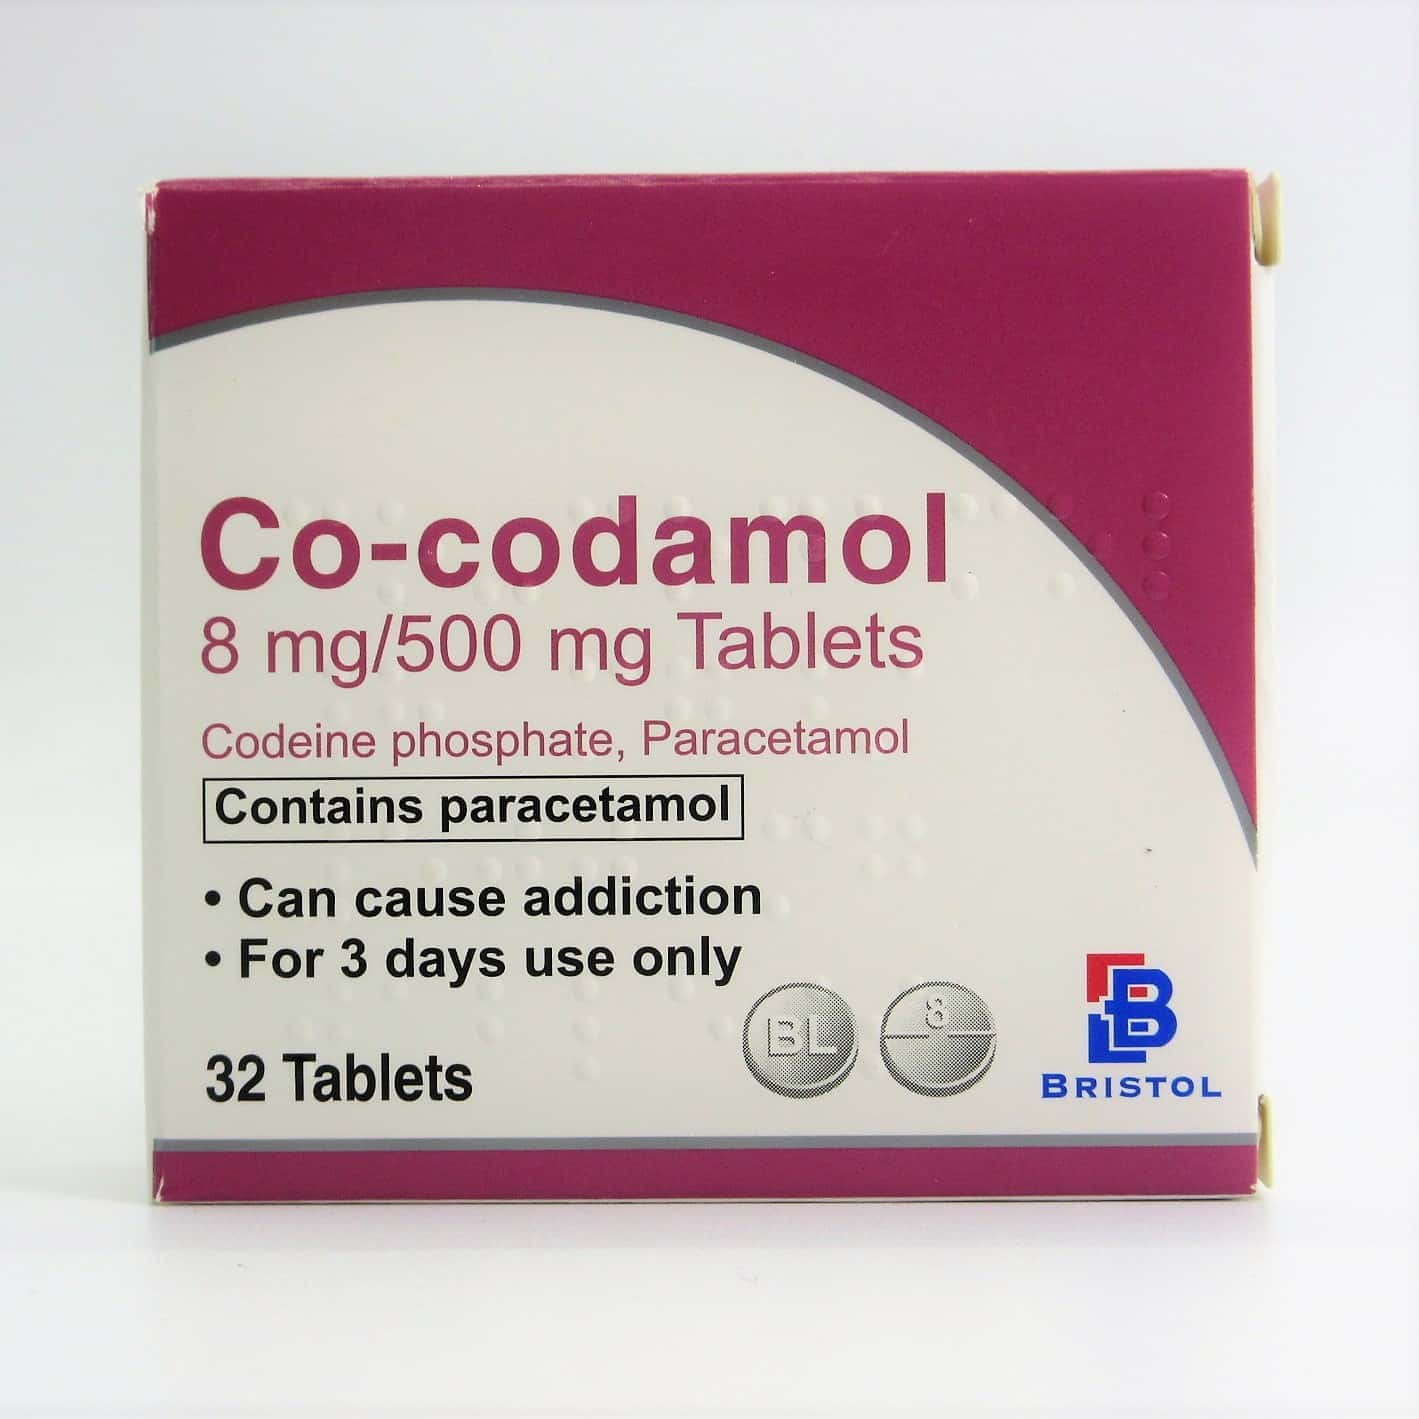 Co-codamol
8 mg/500 mg Tablets
Codeine phosphate, Paracetamol
Contains paracetamol
• Can cause addiction
• For 3 days use only
32 Tablets
BL
8
B
BRISTOL